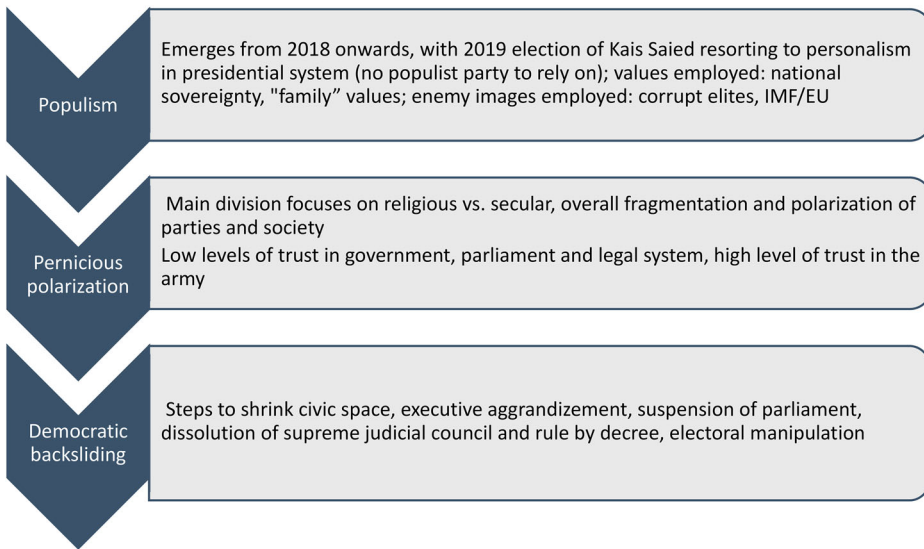 Populism
Emerges from 2018 onwards, with 2019 election of Kais Saied resorting to personalism
in presidential system (no populist party to rely on); values employed: national
sovereignty, "family” values; enemy images employed: corrupt elites, IMF/EU
Pernicious
polarization
Main division focuses on religious vs. secular, overall fragmentation and polarization of
parties and society
Low levels of trust in government, parliament and legal system, high level of trust in the
army
Democratic
backsliding
Steps to shrink civic space, executive aggrandizement, suspension of parliament,
dissolution of supreme judicial council and rule by decree, electoral manipulation